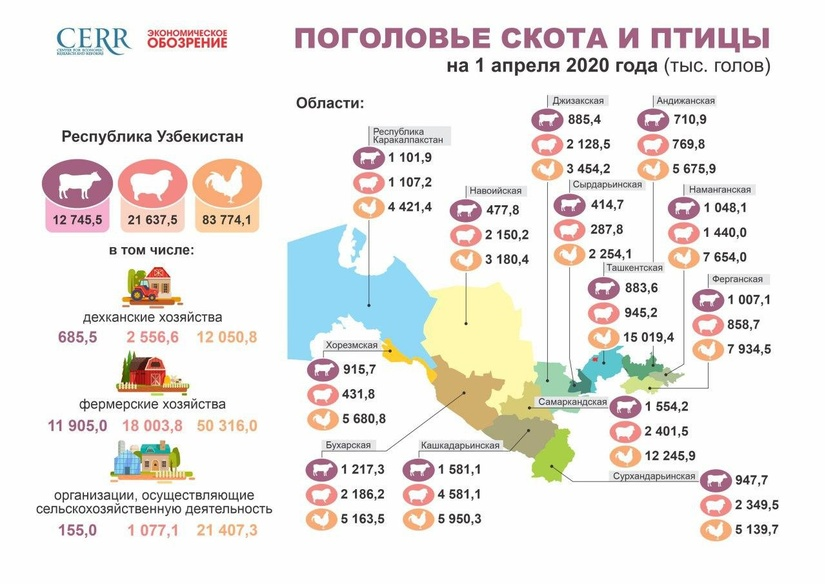 CERR
CENTER FOR ECONOMIC
RESEARCH AND REFORMS
ЭКОНОМИЧЕСКОЕ
ОБОЗРЕНИЕ
ПОГОЛОВЬЕ СКОТА И ПТИЦЫ
на 1 апреля 2020 года (тыс. голов)
Республика Узбекистан
12 745,5 21 637,5 83 774,1
в том числе:
дехканские хозяйства
685,5 2 556,6 12 050,8
фермерские хозяйства
11 905,0 18 003,8 50 316,0
организации, осуществляющие
сельскохозяйственную деятельность
155,0 1 077,1 21 407,3
Области:
Республика
Каракалпакстан
1 101,9
1 107,2
4 421,4
Навоийская
477,8
2 150,2
3 180,4
Джизакская
885,4
2 128,5
3 454,2
Андижанская
710,9
769,8
5 675,9
Сырдарьинская
414,7
287,8
2 254,1
Наманганская
1 048,1
1 440,0
7 654,0
Ташкентская
883,6
945,2
15 019,4
Ферганская
1 007,1
858,7
7 934,5
Хорезмская
915,7
431,8
5 680,8
Самаркандская
1 554,2
2 401,5
12 245,9
Бухарская
1 217,3
2 186,2
5 163,5
Кашкадарьинская
1 581,1
4 581,1
5 950,3
Сурхандарьинская
947,7
2 349,5
5 139,7